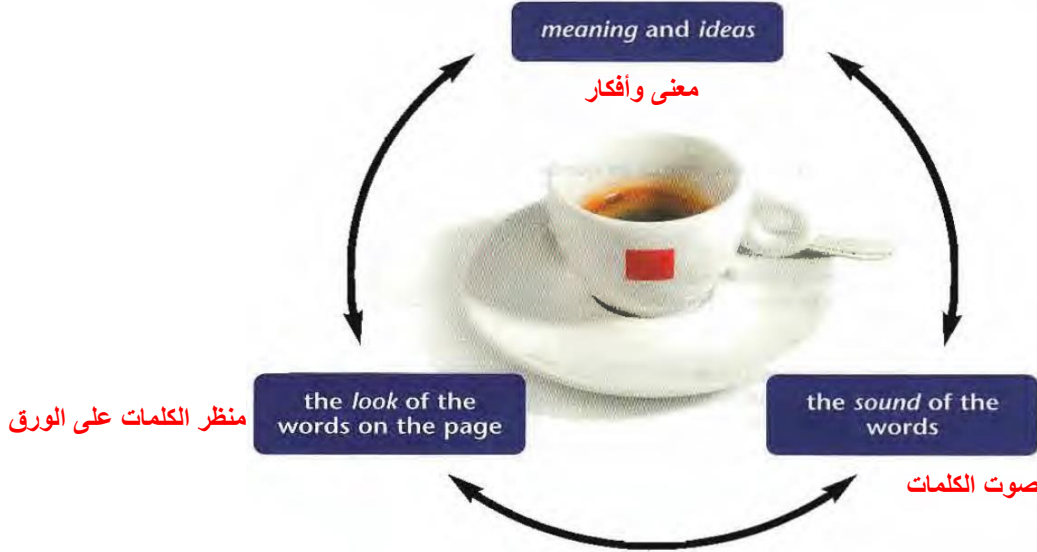 meaning and ideas
معنى وأفكار
the look of the
words on the page
منظر الكلمات على الورق
the sound of the
words
صوت الكلمات